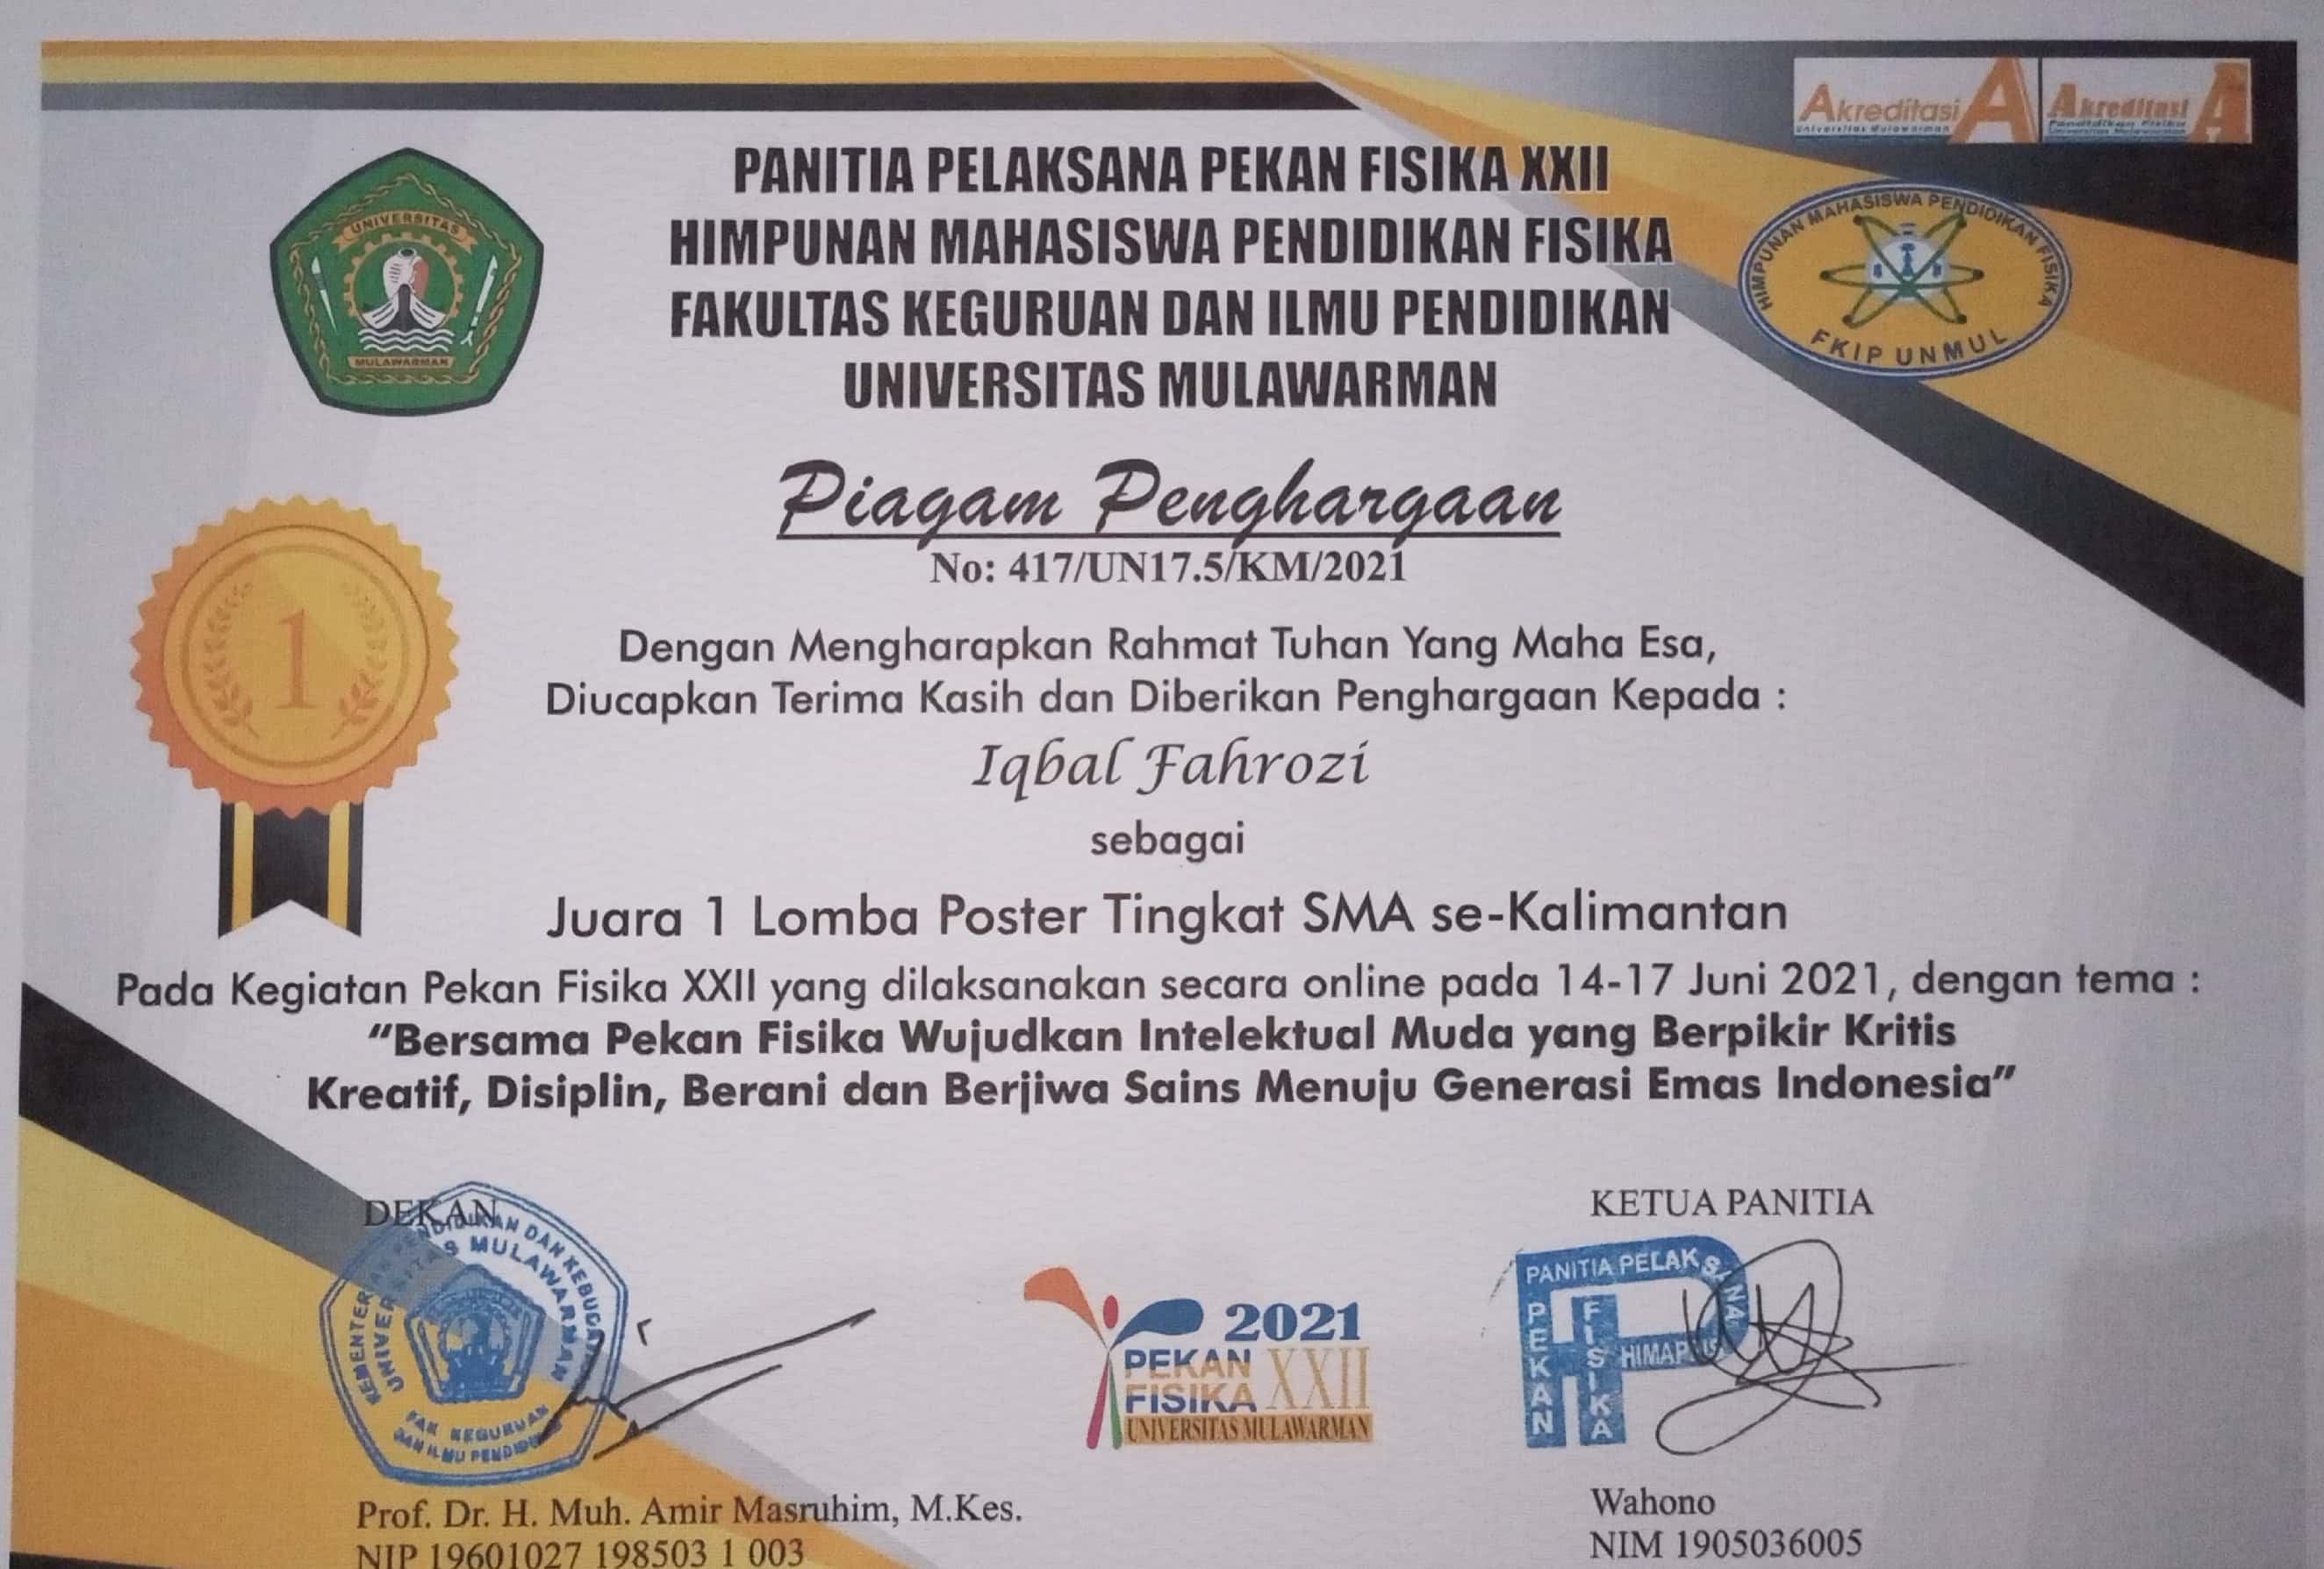 Akreditasi A
Universitas Mulawarman
Akreditasi A
Pendidikan Fisika
Universitas Mulawarman
PANITIA PELAKSANA PEKAN FISIKA XXII
HIMPUNAN MAHASISWA PENDIDIKAN FISIKA
FAKULTAS KEGURUAN DAN ILMU PENDIDIKAN
UNIVERSITAS MULAWARMAN
UNIVERSITAS
MULAWARMAN
HIMPUNAN MAHASISWA PENDIDIKAN FISIKA
FKIP UNMUL
Piagam Penghargaan
No: 417/UN17.5/KM/2021
1
Dengan Mengharapkan Rahmat Tuhan Yang Maha Esa,
Diucapkan Terima Kasih dan Diberikan Penghargaan Kepada :
Iqbal Fahrozi
sebagai
Juara 1 Lomba Poster Tingkat SMA se-Kalimantan
Pada Kegiatan Pekan Fisika XXII yang dilaksanakan secara online pada 14-17 Juni 2021, dengan tema :
“Bersama Pekan Fisika Wujudkan Intelektual Muda yang Berpikir Kritis
Kreatif, Disiplin, Berani dan Berjiwa Sains Menuju Generasi Emas Indonesia”
DEKAN
PENDIDIKAN DAN
UNIVERSITAS MULAWARMAN
FAK KEGURUAN
DAN ILMU
Prof. Dr. H. Muh. Amir Masruhim, M.Kes.
NIP 19601027 198503 1 003
2021
PEKAN
FISIKA XXII
UNIVERSITAS MULAWARMAN
KETUA PANITIA
PANITIA PELAKSANA
PEKAN
FISIKA
Wahono
NIM 1905036005